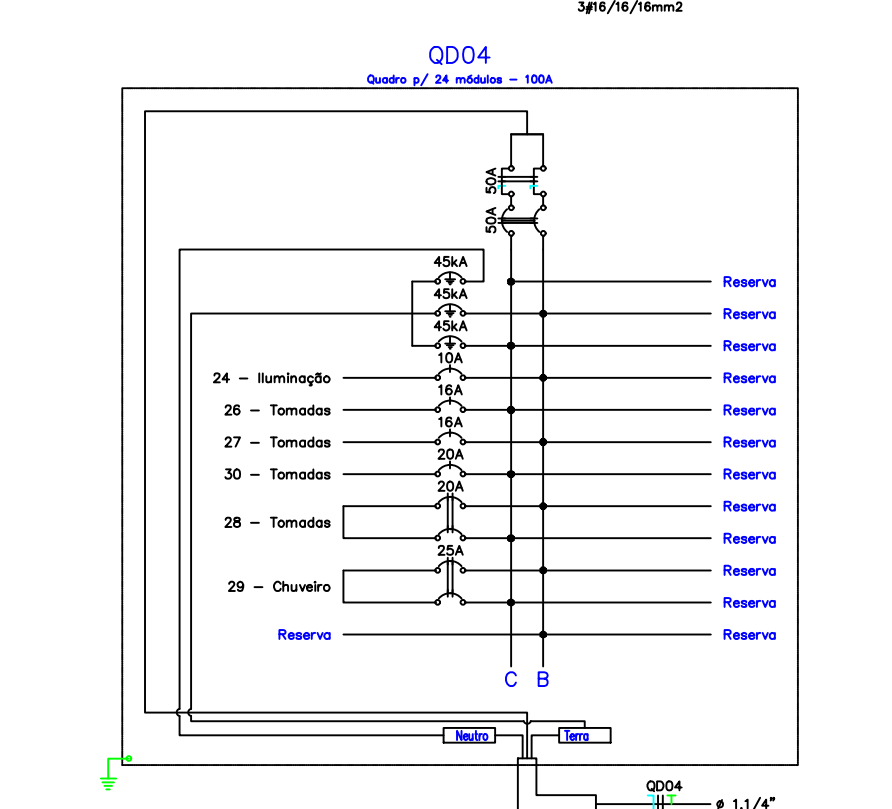 3#16/16/16mm2
QD04
Quadro p/ 24 módulos - 100A
50A
50A
45kA
Reserva
45kA
Reserva
45kA
Reserva
10A
24 - Iluminação
Reserva
16A
26 - Tomadas
Reserva
16A
27 - Tomadas
Reserva
20A
30 - Tomadas
Reserva
20A
Reserva
28 - Tomadas
Reserva
25A
Reserva
29 - Chuveiro
Reserva
Reserva
Reserva
C B
Neutro
Terra
QD04
ø 1.1/4"